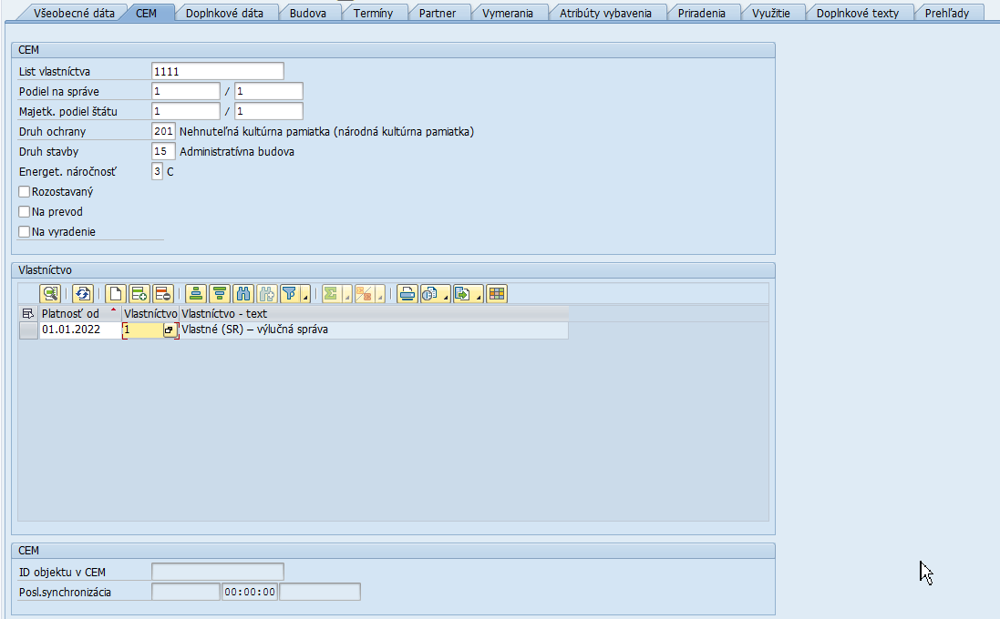 Všeobecné dáta CEM Doplnkové dáta Budova Termíny Partner Vymerania Atribúty vybavenia Priradenia Využitie Doplnkové texty Prehľady
CEM
List vlastníctva 1111
Podiel na správe 1 / 1
Majetk. podiel štátu 1 / 1
Druh ochrany 201 Nehnuteľná kultúrna pamiatka (národná kultúrna pamiatka)
Druh stavby 15 Administratívna budova
Energet. náročnosť 3 C
Rozostavaný
Na prevod
Na vyradenie
Vlastníctvo
Platnosť od Vlastníctvo Vlastníctvo - text
01.01.2022 1 Vlastné (SR) – výlučná správa
CEM
ID objektu v CEM
Posl.synchronizácia 00:00:00